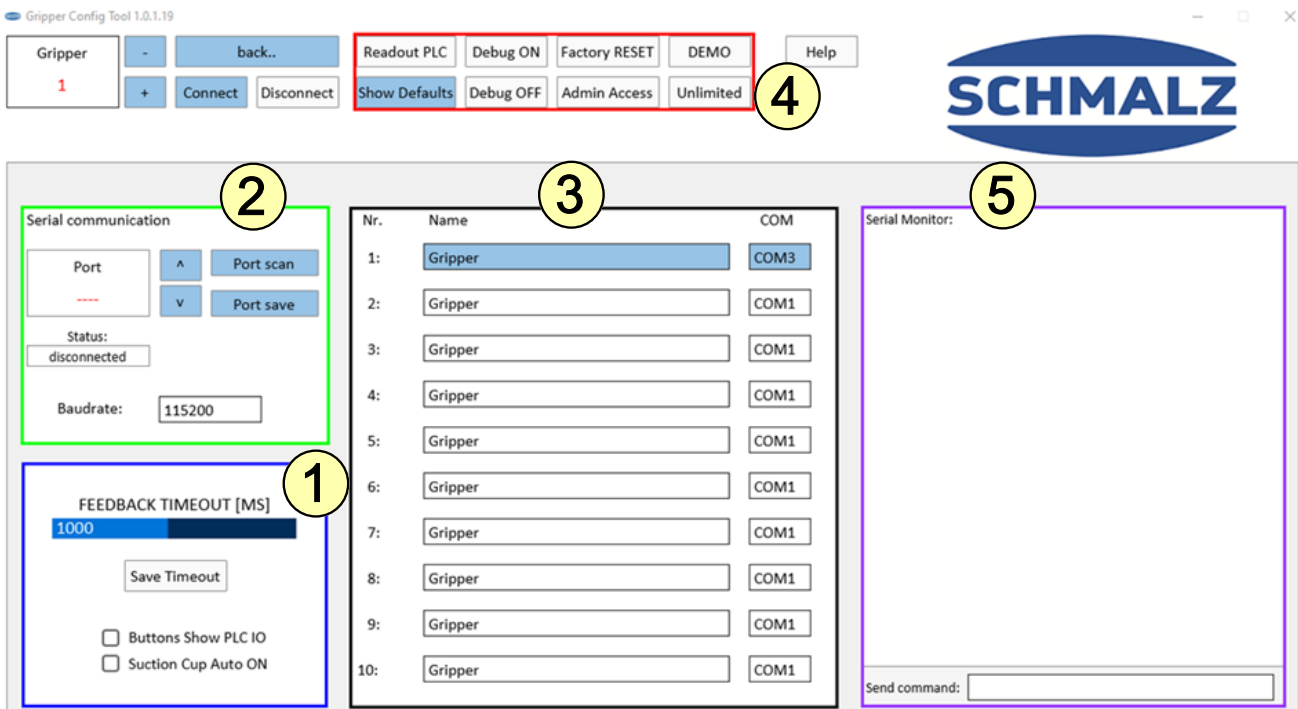 Gripper Config Tool 1.0.1.19
Gripper
1
-
+
back..
Connect
Disconnect
Readout PLC
Debug ON
Factory RESET
DEMO
Show Defaults
Debug OFF
Admin Access
Unlimited
4
Help
SCHMALZ
2
Serial communication
Port
----
^
v
Port scan
Port save
Status:
disconnected
Baudrate:
115200
1
FEEDBACK TIMEOUT [MS]
1000
Save Timeout
Buttons Show PLC IO
Suction Cup Auto ON
3
Nr. Name COM
1: Gripper COM3
2: Gripper COM1
3: Gripper COM1
4: Gripper COM1
5: Gripper COM1
6: Gripper COM1
7: Gripper COM1
8: Gripper COM1
9: Gripper COM1
10: Gripper COM1
5
Serial Monitor:
Send command: